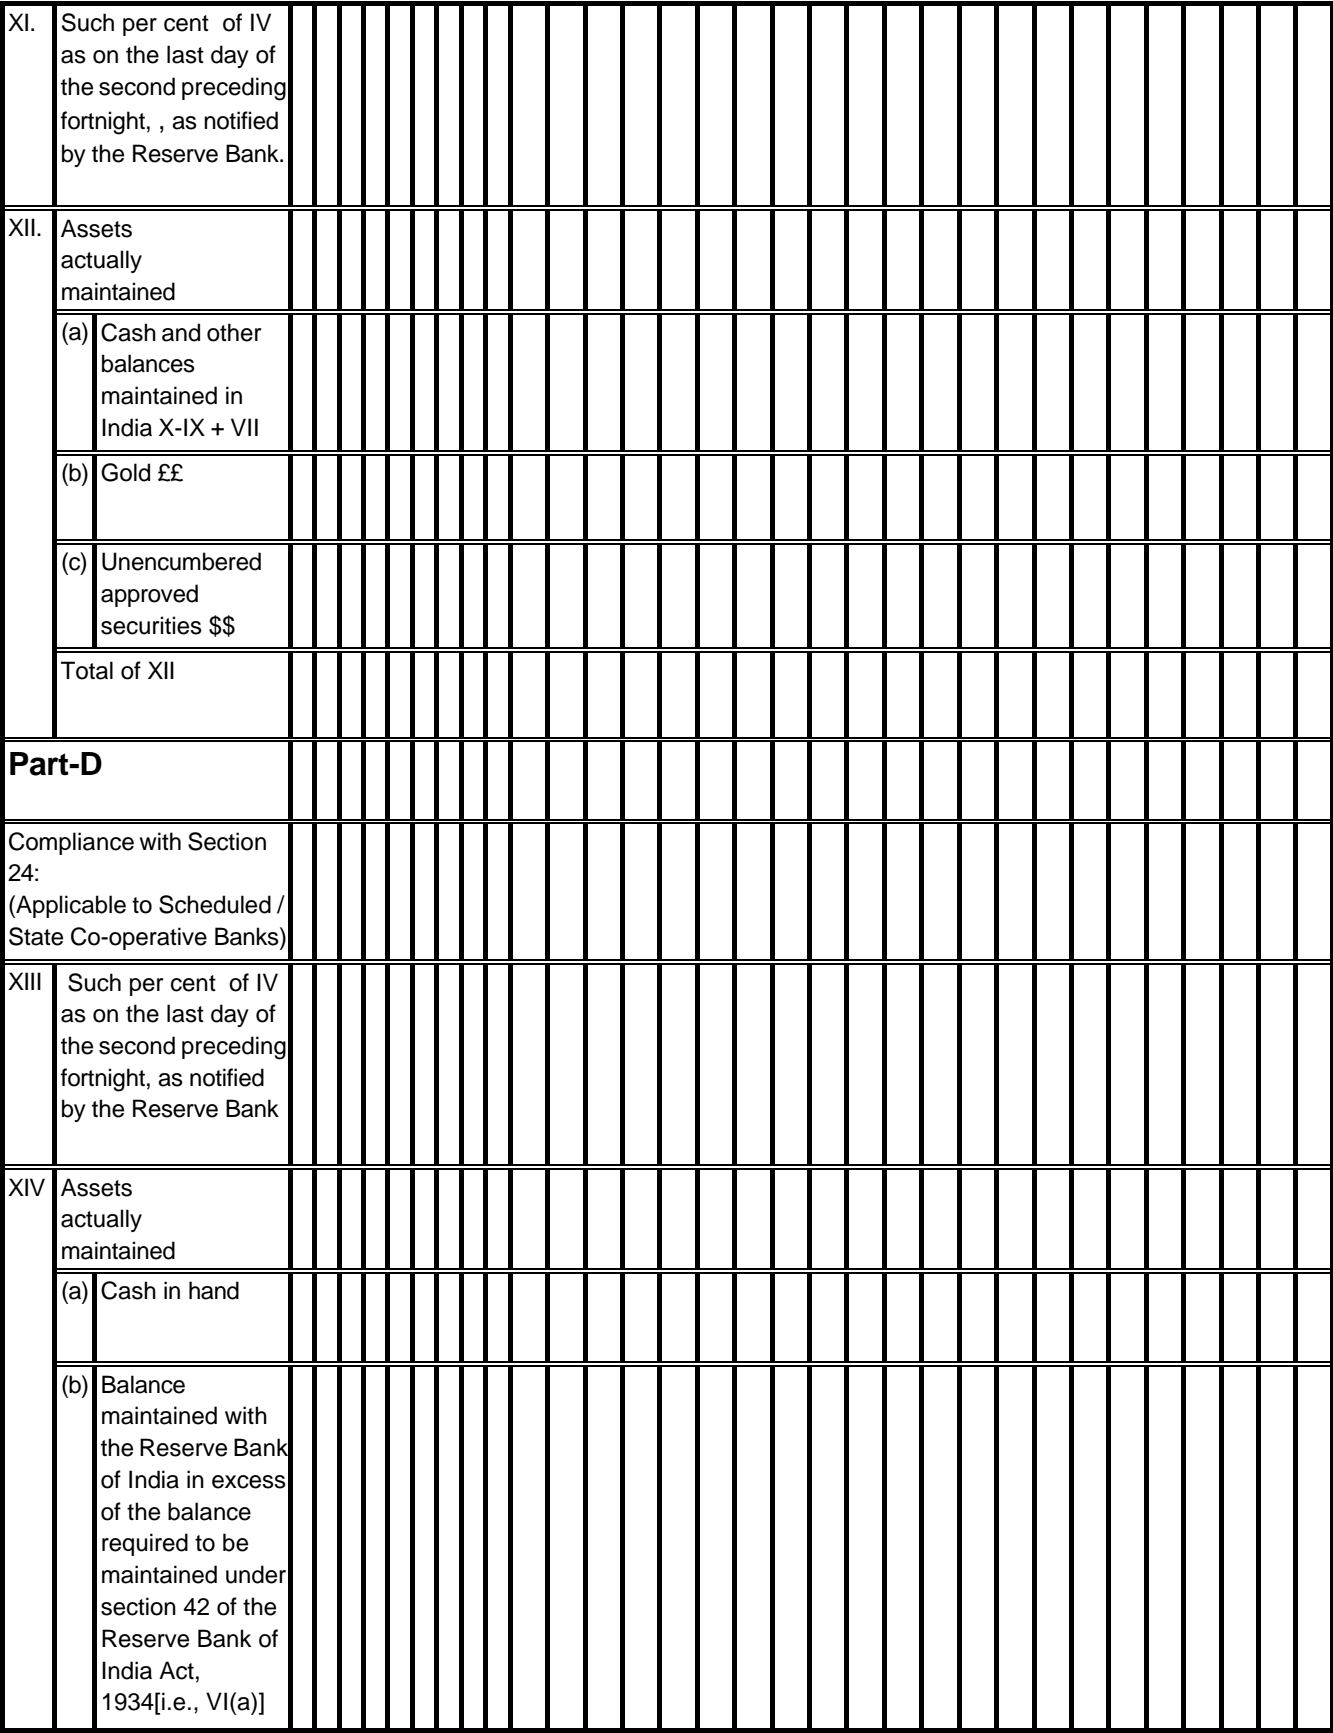 XI. Such per cent of IV
as on the last day of
the second preceding
fortnight, , as notified
by the Reserve Bank.
XII. Assets
actually
maintained
(a) Cash and other
balances
maintained in
India X-IX + VII
(b) Gold ££
(c) Unencumbered
approved
securities $$
Total of XII
Part-D
Compliance with Section
24:
(Applicable to Scheduled /
State Co-operative Banks)
XIII Such per cent of IV
as on the last day of
the second preceding
fortnight, as notified
by the Reserve Bank
XIV Assets
actually
maintained
(a) Cash in hand
(b) Balance
maintained with
the Reserve Bank
of India in excess
of the balance
required to be
maintained under
section 42 of the
Reserve Bank of
India Act,
1934[i.e., VI(a)]